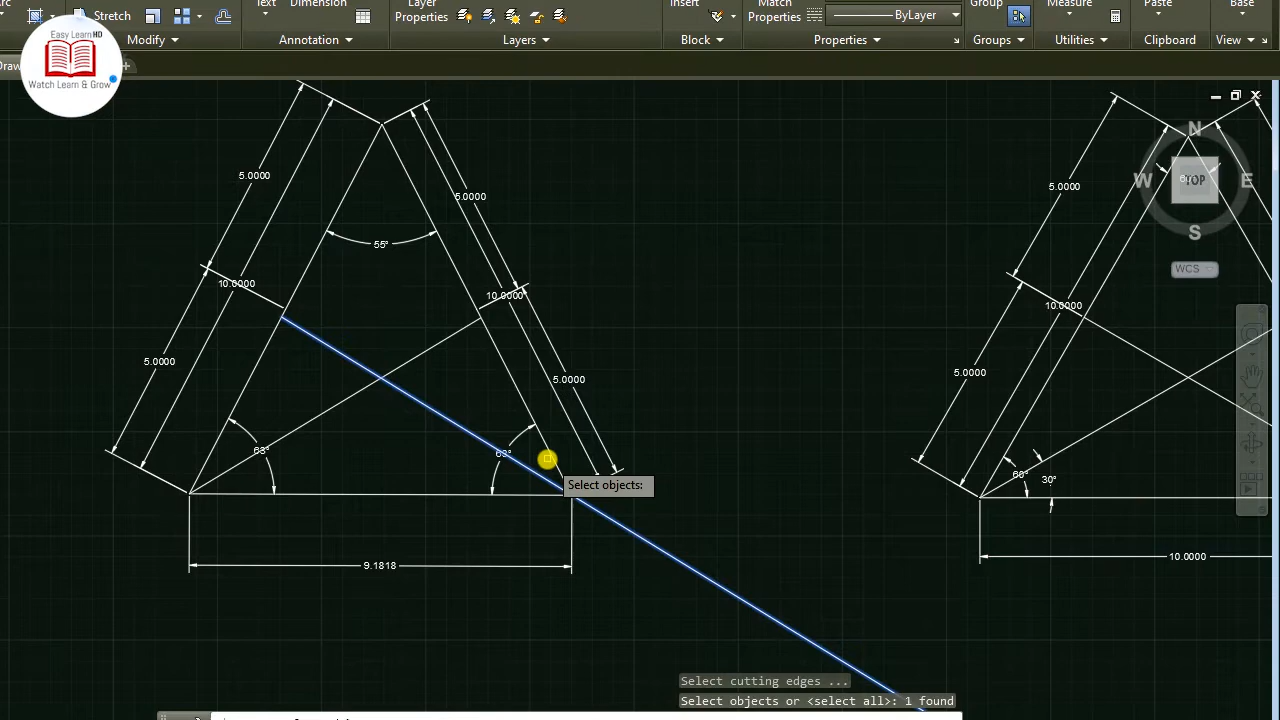 Arc
Stretch
Text
Dimension
Layer
Properties
Insert
Match
Properties
ByLayer
Group
Measure
Paste
Base
Modify
Annotation
Layers
Block
Properties
Groups
Utilities
Clipboard
View
Easy Learn HD
Watch Learn & Grow
Draw
+
N
W
TOP
E
S
WCS
5.0000
5.0000
55°
10.0000
10.0000
5.0000
5.0000
63°
63°
9.1818
5.0000
10.0000
5.0000
60°
30°
10.0000
Select objects:
Select cutting edges ...
Select objects or <select all>: 1 found